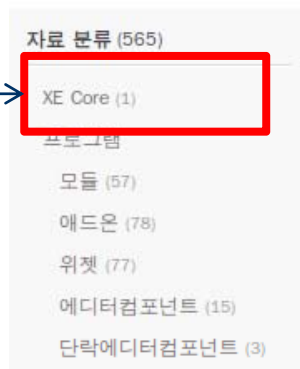 자료 분류 (565)
XE Core (1)
프로그램
모듈 (57)
애드온 (78)
위젯 (77)
에디터컴포넌트 (15)
단락에디터컴포넌트 (3)